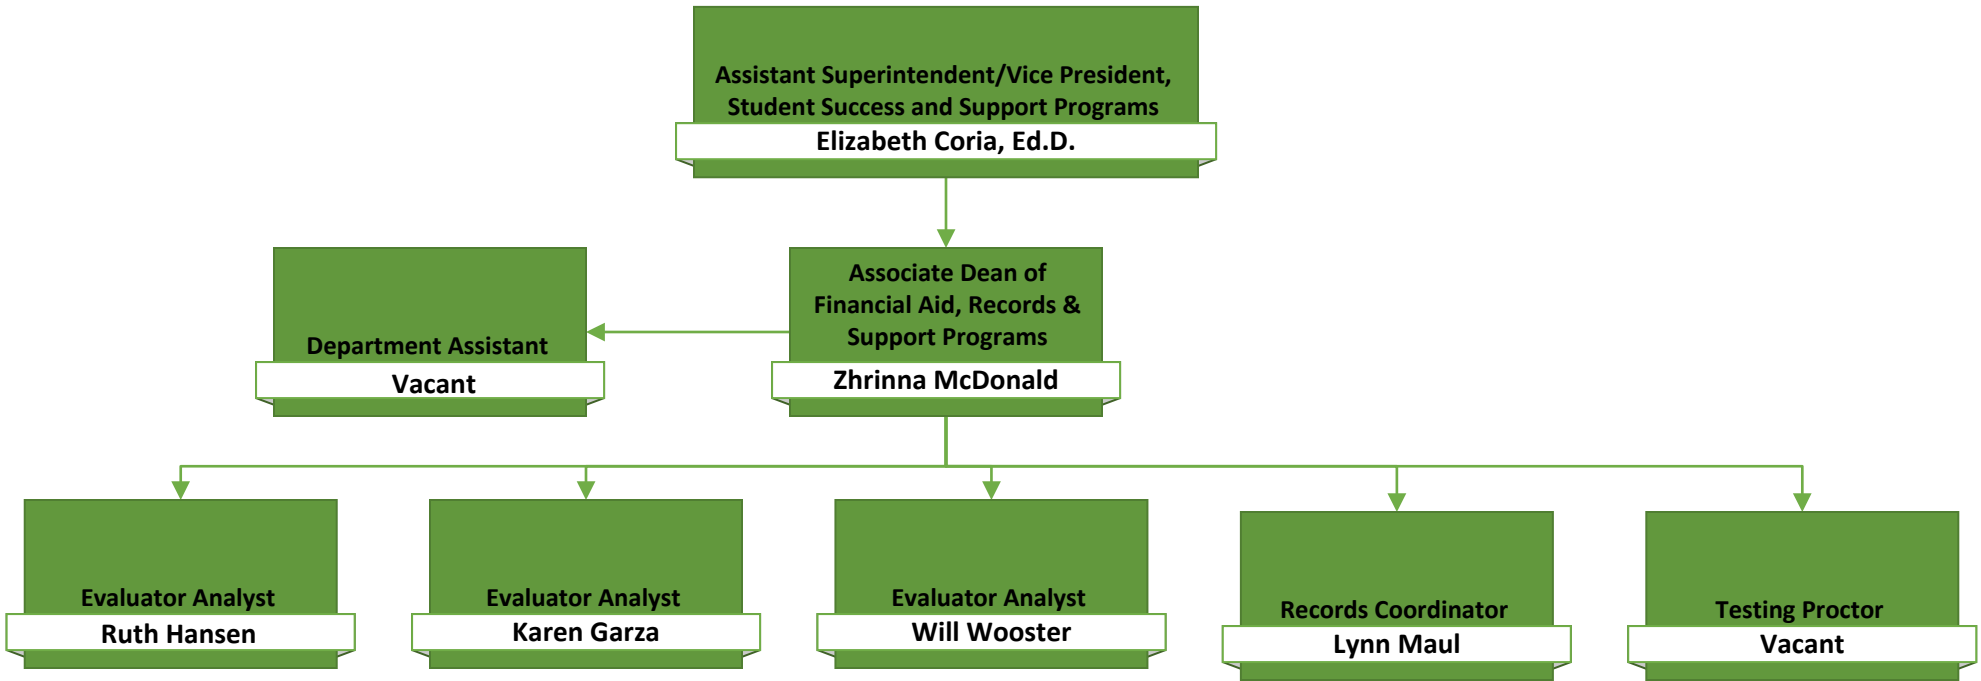 Assistant Superintendent/Vice President,
Student Success and Support Programs
Elizabeth Coria, Ed.D.
Department Assistant
Vacant
Associate Dean of
Financial Aid, Records &
Support Programs
Zhrinna McDonald
Evaluator Analyst
Ruth Hansen
Evaluator Analyst
Karen Garza
Evaluator Analyst
Will Wooster
Records Coordinator
Lynn Maul
Testing Proctor
Vacant